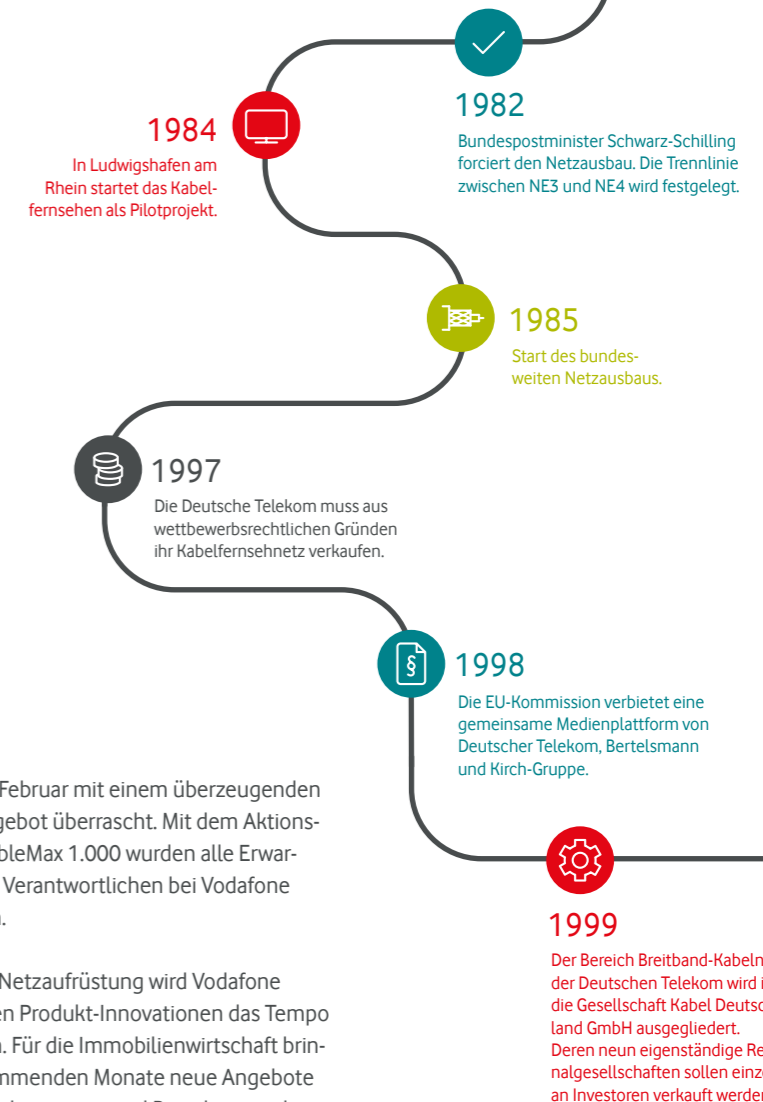 1982
Bundespostminister Schwarz-Schilling
forciert den Netzausbau. Die Trennlinie
zwischen NE3 und NE4 wird festgelegt.
1984
In Ludwigshafen am
Rhein startet das Kabel-
fernsehen als Pilotprojekt.
1985
Start des bundes-
weiten Netzausbaus.
1997
Die Deutsche Telekom muss aus
wettbewerbsrechtlichen Gründen
ihr Kabelfernsehnetz verkaufen.
§
1998
Die EU-Kommission verbietet eine
gemeinsame Medienplattform von
Deutscher Telekom, Bertelsmann
und Kirch-Gruppe.
Februar mit einem überzeugenden
gebot überrascht. Mit dem Aktions-
bleMax 1.000 wurden alle Erwar-
Verantwortlichen bei Vodafone
Netzaufrüstung wird Vodafone
en Produkt-Innovationen das Tempo
Für die Immobilienwirtschaft brin-
mmenden Monate neue Angebote
1999
Der Bereich Breitband-Kabeln
der Deutschen Telekom wird i
die Gesellschaft Kabel Deutsc
land GmbH ausgegliedert.
Deren neun eigenständige Re
nalgesellschaften sollen einz
an Investoren verkauft werde